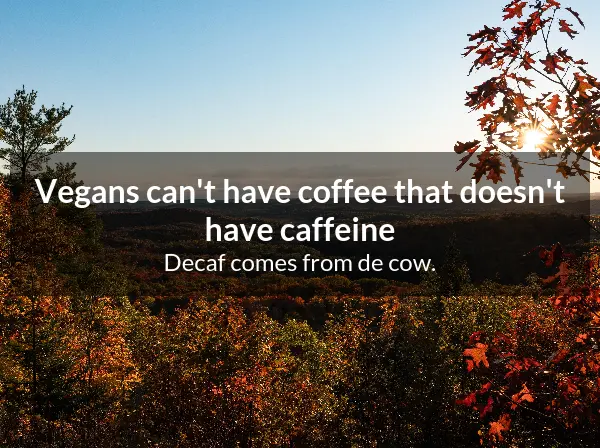 Vegans can't have coffee that doesn't
have caffeine
Decaf comes from de cow.